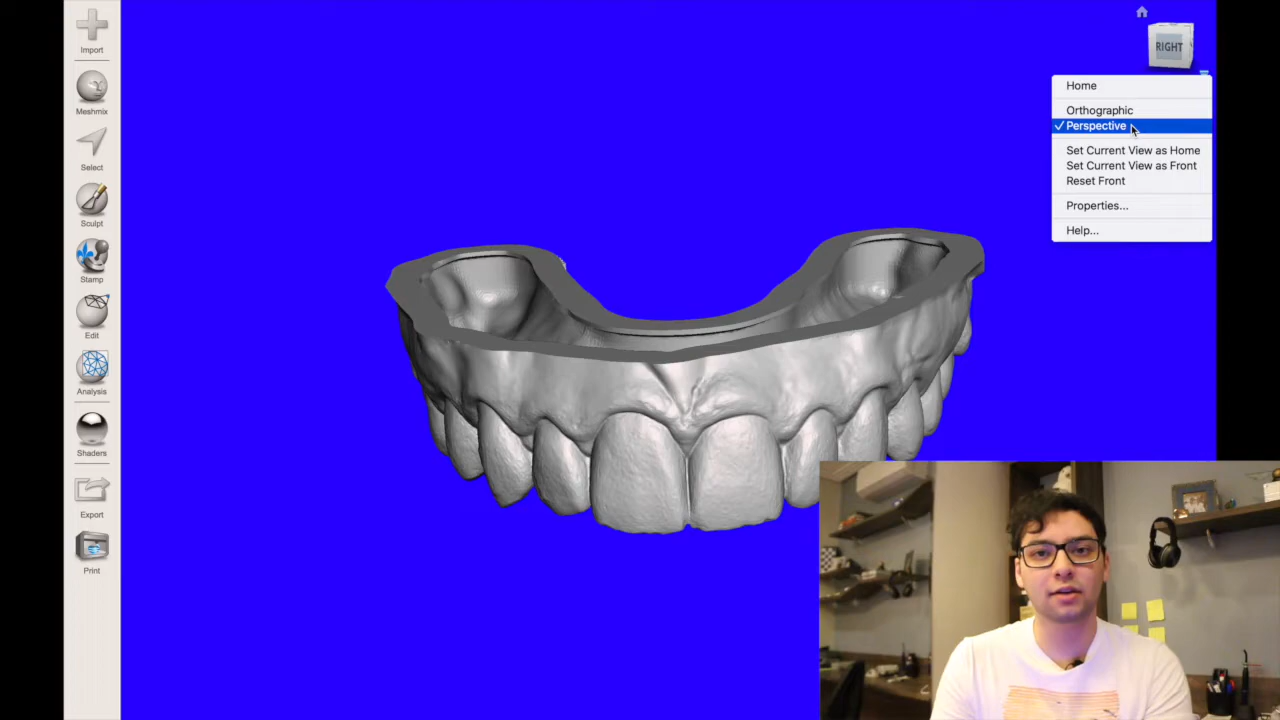 Import
Meshmix
Select
Sculpt
Stamp
Edit
Analysis
Shaders
Export
Print
RIGHT
Home
Orthographic
✓ Perspective
Set Current View as Home
Set Current View as Front
Reset Front
Properties...
Help...